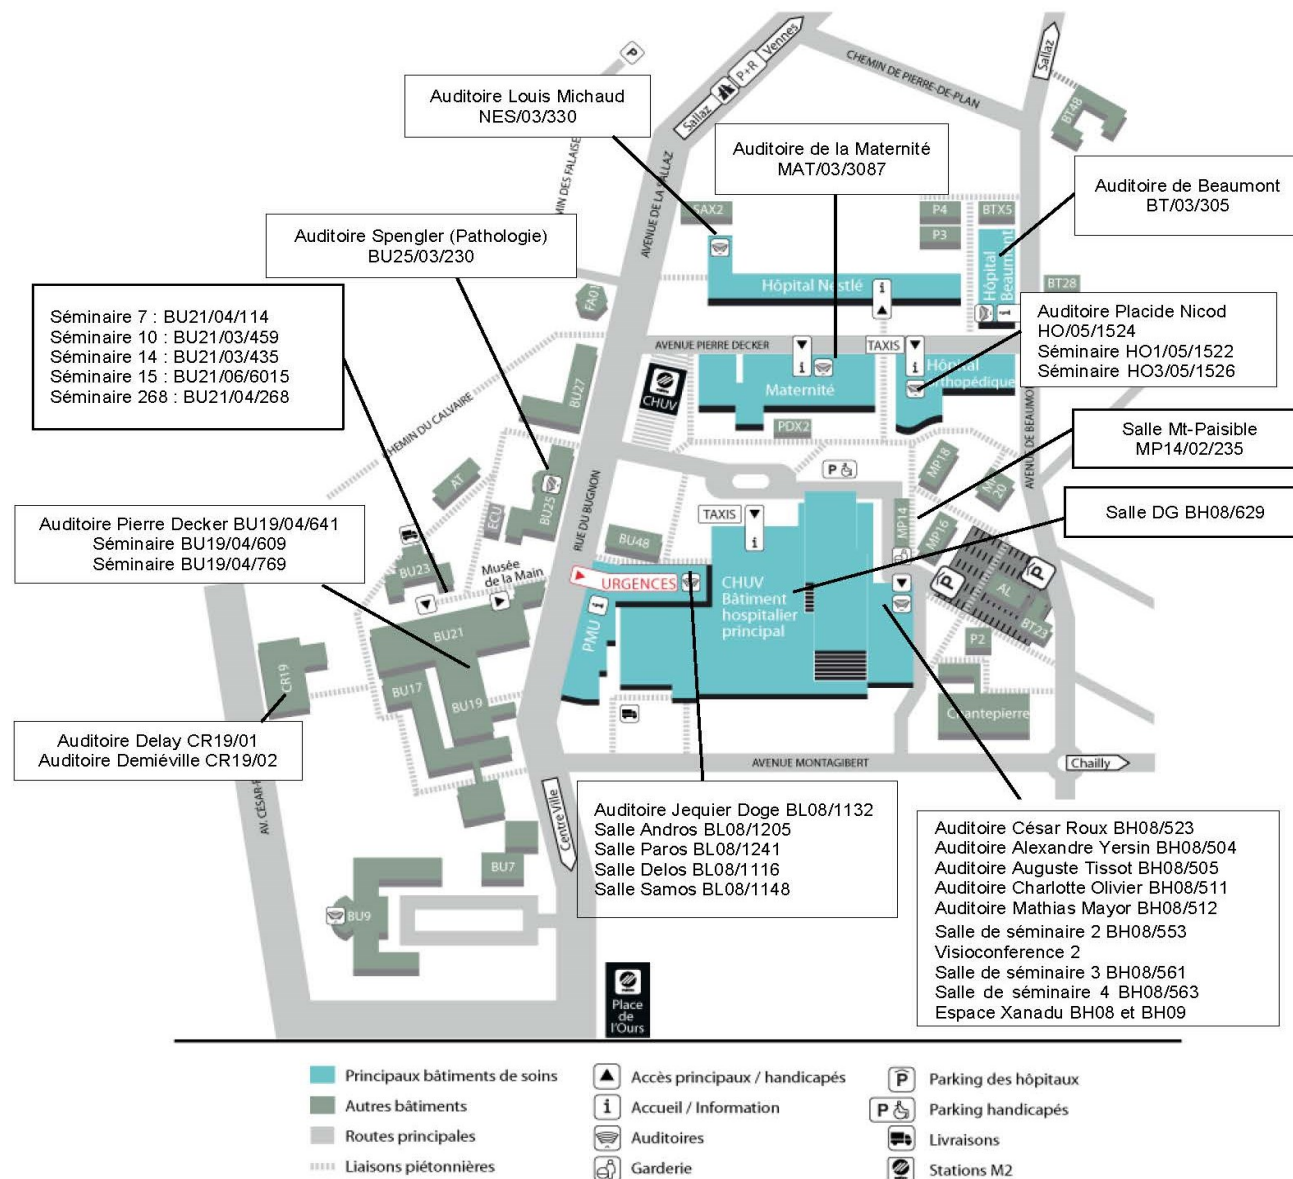 P
Sallaz
P+R
Vennes
CHEMIN DE PIERRE-DE-PLAN
Sallaz
BT48
Auditoire Louis Michaud
NES/03/330
Auditoire de la Maternité
MAT/03/3087
Auditoire de Beaumont
BT/03/305
AVENUE DE LA SALLAZ
SAX2
P4
P3
BTX5
Auditoire Spengler (Pathologie)
BU25/03/230
Hôpital Nestlé
i
Hôpital
Beaumont
BT28
FA01
Séminaire 7 : BU21/04/114
Séminaire 10 : BU21/03/459
Séminaire 14 : BU21/03/435
Séminaire 15 : BU21/06/6015
Séminaire 268 : BU21/04/268
Auditoire Placide Nicod
HO/05/1524
Séminaire HO1/05/1522
Séminaire HO3/05/1526
AVENUE PIERRE DECKER
TAXIS
i
i
Maternité
Hôpital
orthopédique
BU27
CHUV
PDX2
CHEMIN DU CALVAIRE
AVENUE DE BEAUMONT
Salle Mt-Paisible
MP14/02/235
AT
ECU
BU25
RUE DU BUGNON
P
MP18
MP14
MP16
Salle DG BH08/629
Auditoire Pierre Decker BU19/04/641
Séminaire BU19/04/609
Séminaire BU19/04/769
TAXIS
i
BU48
BU23
Musée
de la Main
URGENCES
CHUV
Bâtiment
hospitalier
principal
P
P
AL
BT23
P2
PMU
BU21
BU17
BU19
CR19
Chantepierre
Auditoire Delay CR19/01
Auditoire Demiéville CR19/02
AVENUE MONTAGIBERT
Chailly
Centre Ville
Auditoire Jequier Doge BL08/1132
Salle Andros BL08/1205
Salle Paros BL08/1241
Salle Delos BL08/1116
Salle Samos BL08/1148
Auditoire César Roux BH08/523
Auditoire Alexandre Yersin BH08/504
Auditoire Auguste Tissot BH08/505
Auditoire Charlotte Olivier BH08/511
Auditoire Mathias Mayor BH08/512
Salle de séminaire 2 BH08/553
Visioconference 2
Salle de séminaire 3 BH08/561
Salle de séminaire 4 BH08/563
Espace Xanadu BH08 et BH09
BU7
BU9
Place
de
l'Ours
Principaux bâtiments de soins
Autres bâtiments
Routes principales
Liaisons piétonnières
Accès principaux / handicapés
i Accueil / Information
Auditoires
Garderie
P Parking des hôpitaux
P Parking handicapés
Livraisons
Stations M2